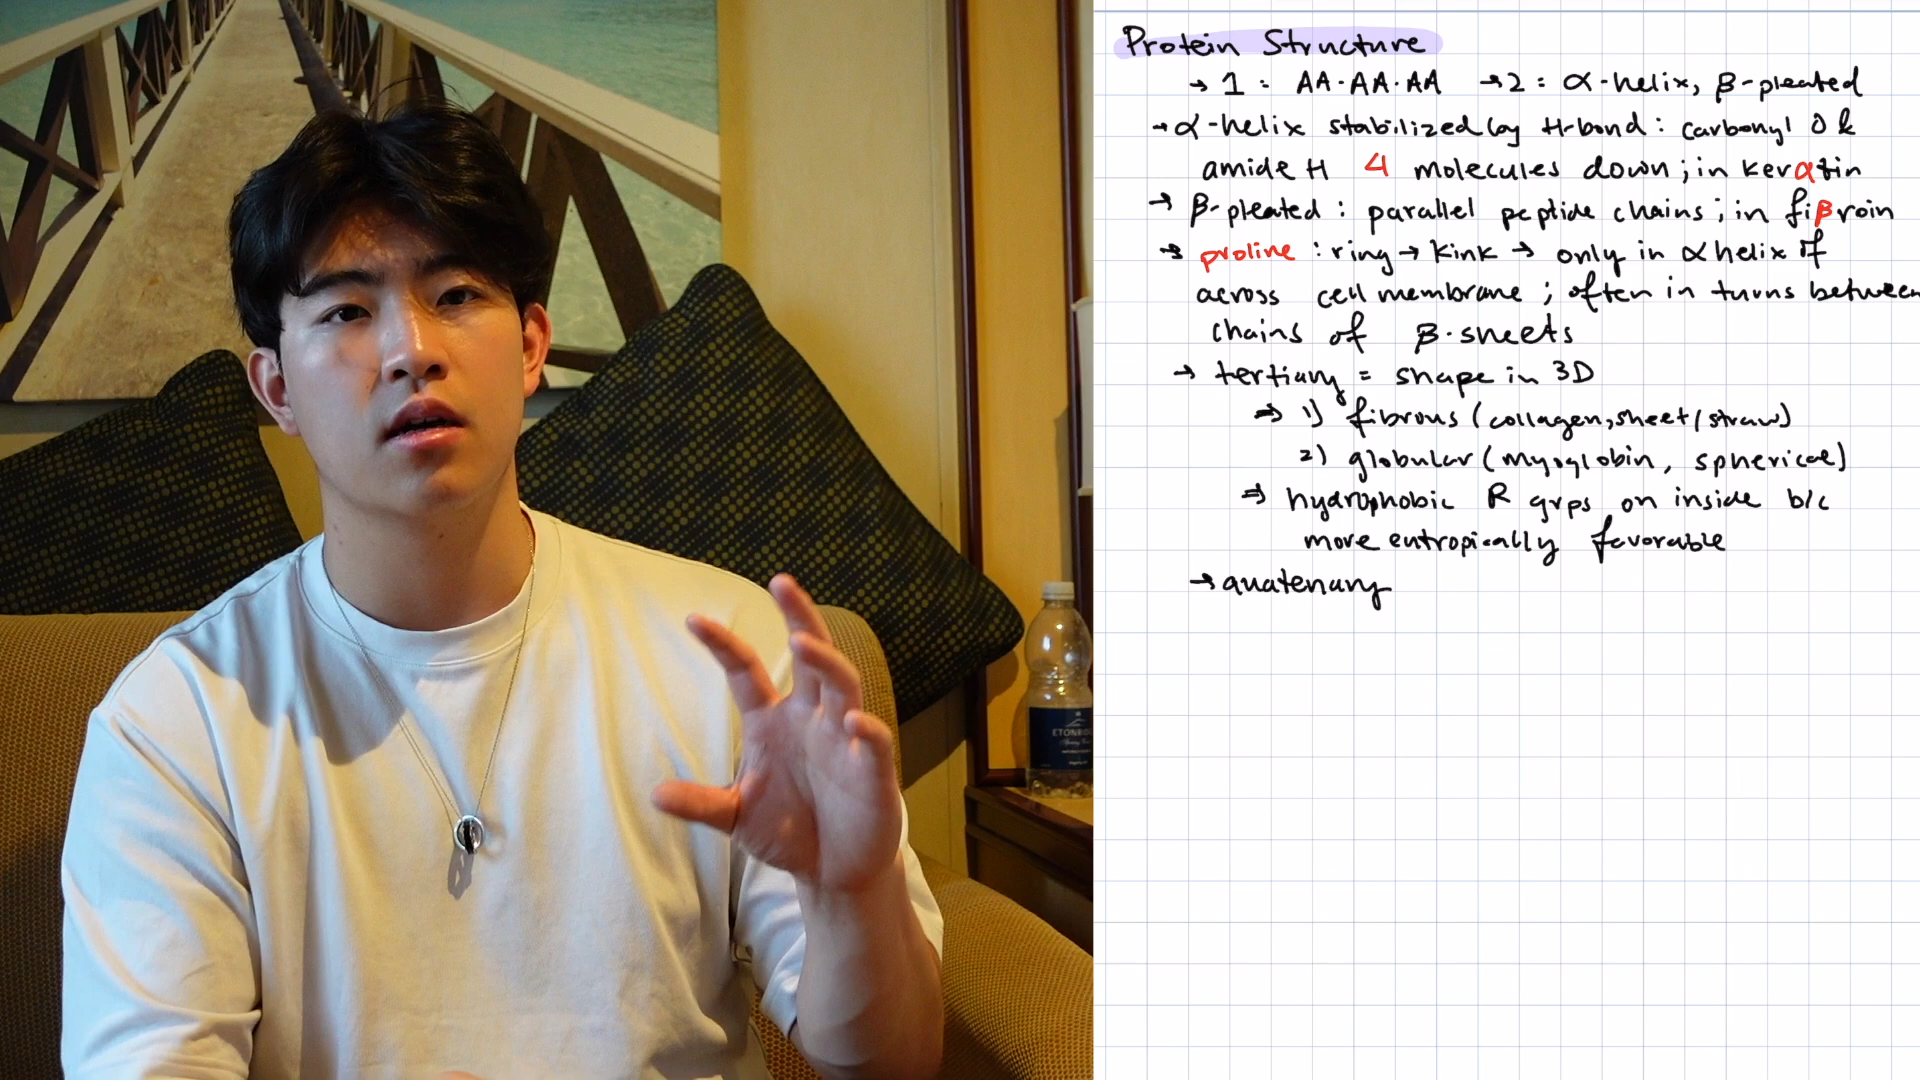 Protein Structure
→ 1 : AA-AA-AA → 2 : α-helix, β-pleated
→ α-helix stabilized by H-bond : carbonyl O &
amide H 4 molecules down ; in kerαtin
→ β-pleated : parallel peptide chains ; in fiβroin
→ proline : ring → kink → only in α helix if
across cell membrane ; often in turns between
chains of β-sheets
→ tertiary = shape in 3D
⇒ 1) fibrous (collagen, sheet/straw)
2) globular (myoglobin, spherical)
⇒ hydrophobic R grps on inside b/c
more entropically favorable
→ quatenary